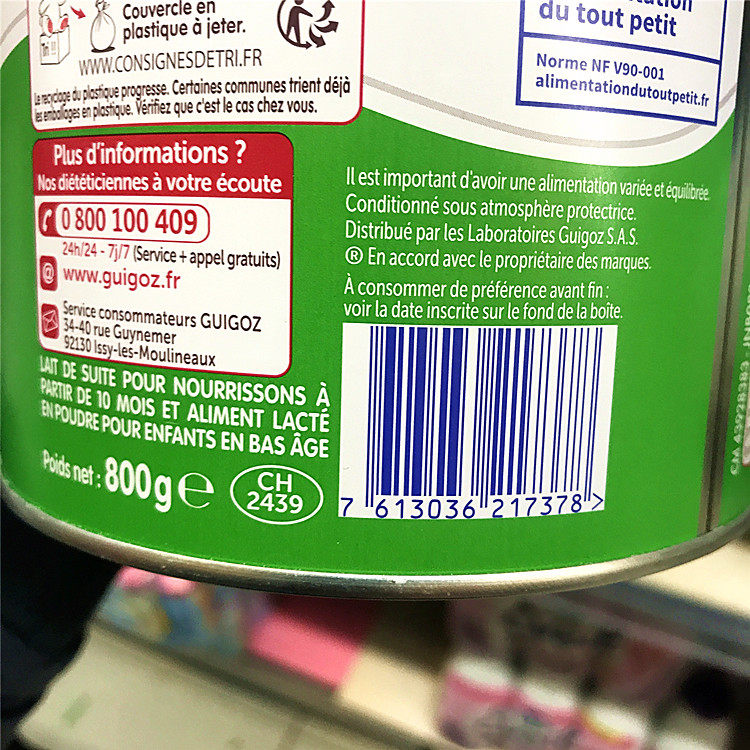 Couvercle en
plastique à jeter.
Tri
WWW.CONSIGNESDETRI.FR
Le recyclage du plastique progresse. Certaines communes trient déjà
les emballages en plastique. Vérifiez que c'est le cas chez vous.
du tout petit
Norme NF V90-001
alimentationdutoutpetit.fr
Plus d'informations ?
Nos diététiciennes à votre écoute
0 800 100 409
24h/24 - 7j/7 (Service + appel gratuits)
@ www.guigoz.fr
Service consommateurs GUIGOZ
34-40 rue Guynemer
92130 Issy-les-Moulineaux
Il est important d'avoir une alimentation variée et équilibrée.
Conditionné sous atmosphère protectrice.
Distribué par les Laboratoires Guigoz S.A.S.
® En accord avec le propriétaire des marques.
À consommer de préférence avant fin :
voir la date inscrite sur le fond de la boîte.
LAIT DE SUITE POUR NOURRISSONS À
PARTIR DE 10 MOIS ET ALIMENT LACTÉ
EN POUDRE POUR ENFANTS EN BAS ÂGE
Poids net : 800g e
CH
2439
7 613036 217378 >
CM 43928383